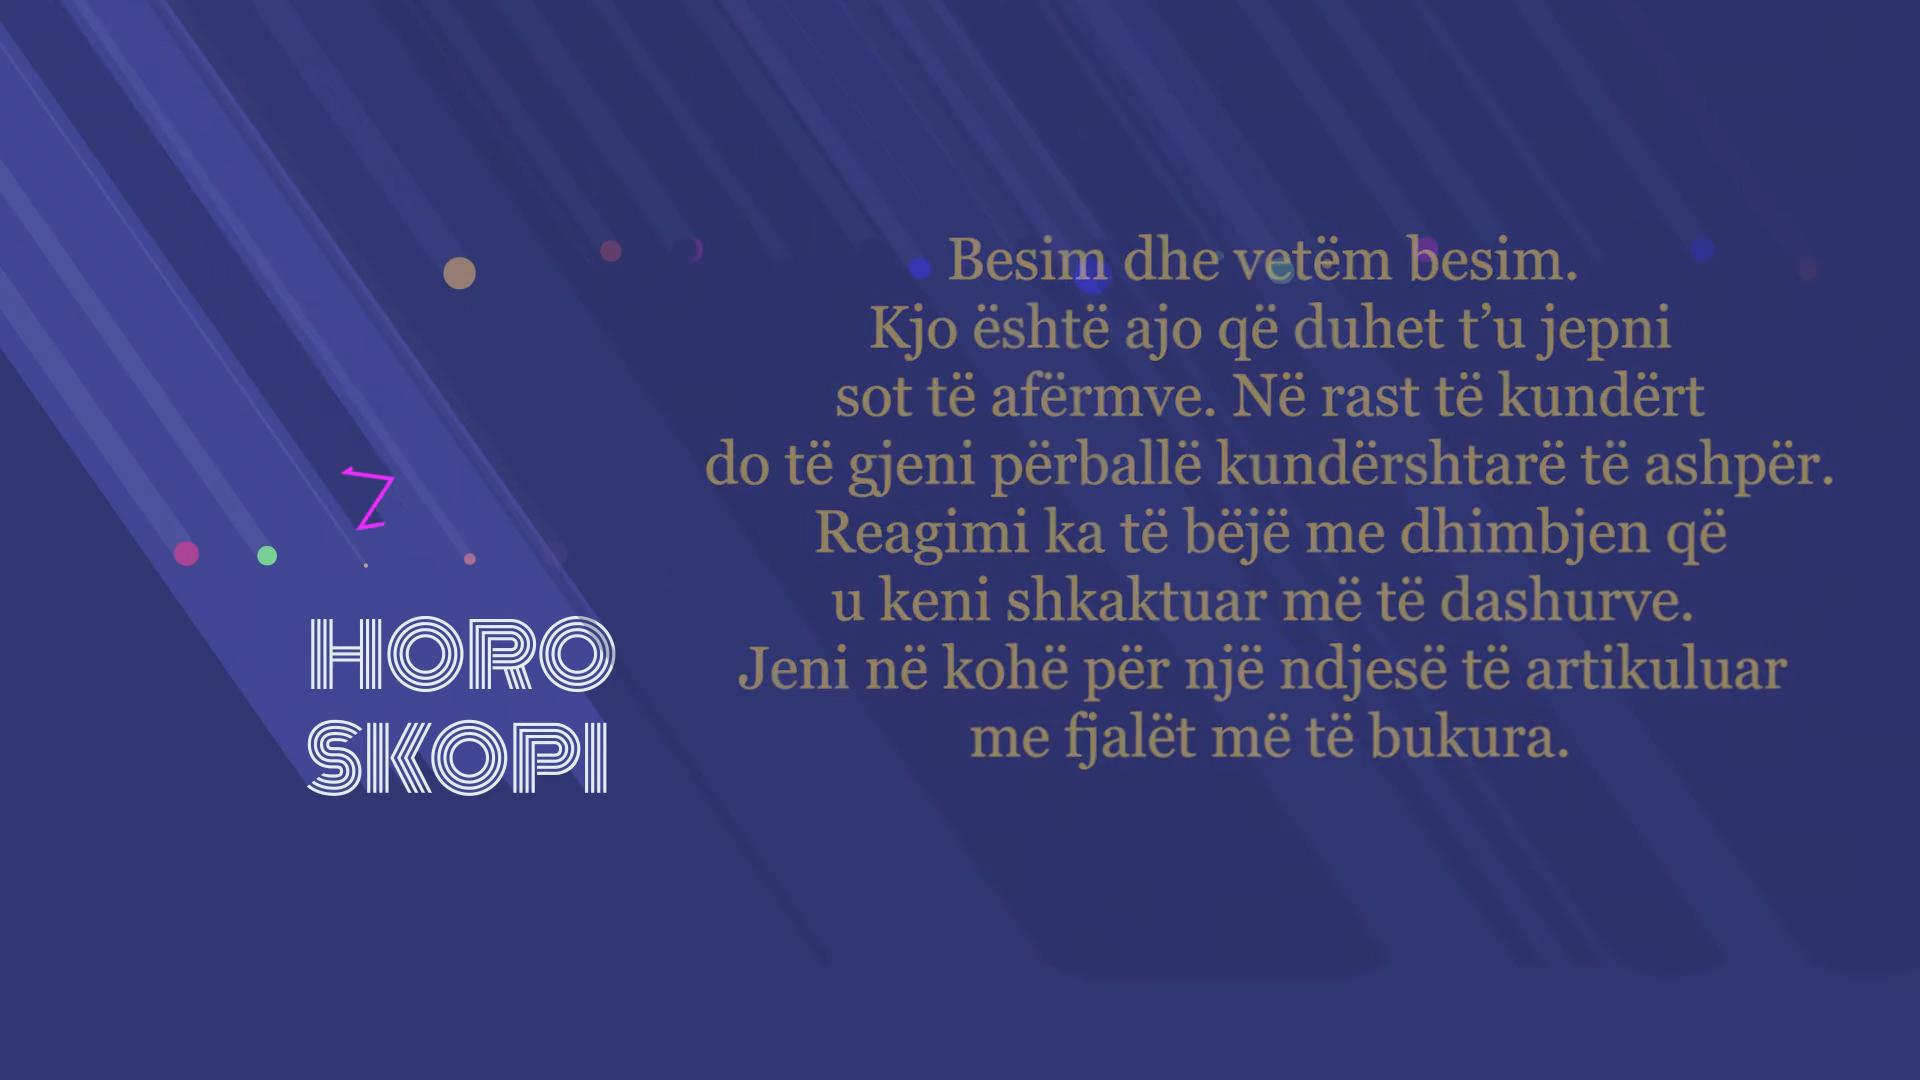 HORO
SKOPI
Besim dhe vetëm besim.
Kjo është ajo që duhet t’u jepni
sot të afërmve. Në rast të kundërt
do të gjeni përballë kundërshtarë të ashpër.
Reagimi ka të bëjë me dhimbjen që
u keni shkaktuar më të dashurve.
Jeni në kohë për një ndjesë të artikuluar
me fjalët më të bukura.